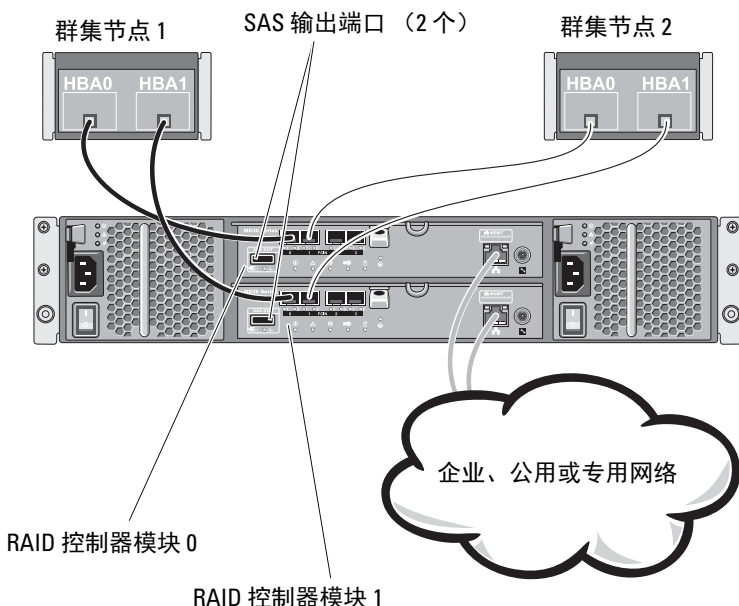 群集节点 1
SAS 输出端口 （2 个）
群集节点 2
HBA0 HBA1
HBA0 HBA1
企业、公用或专用网络
RAID 控制器模块 0
RAID 控制器模块 1